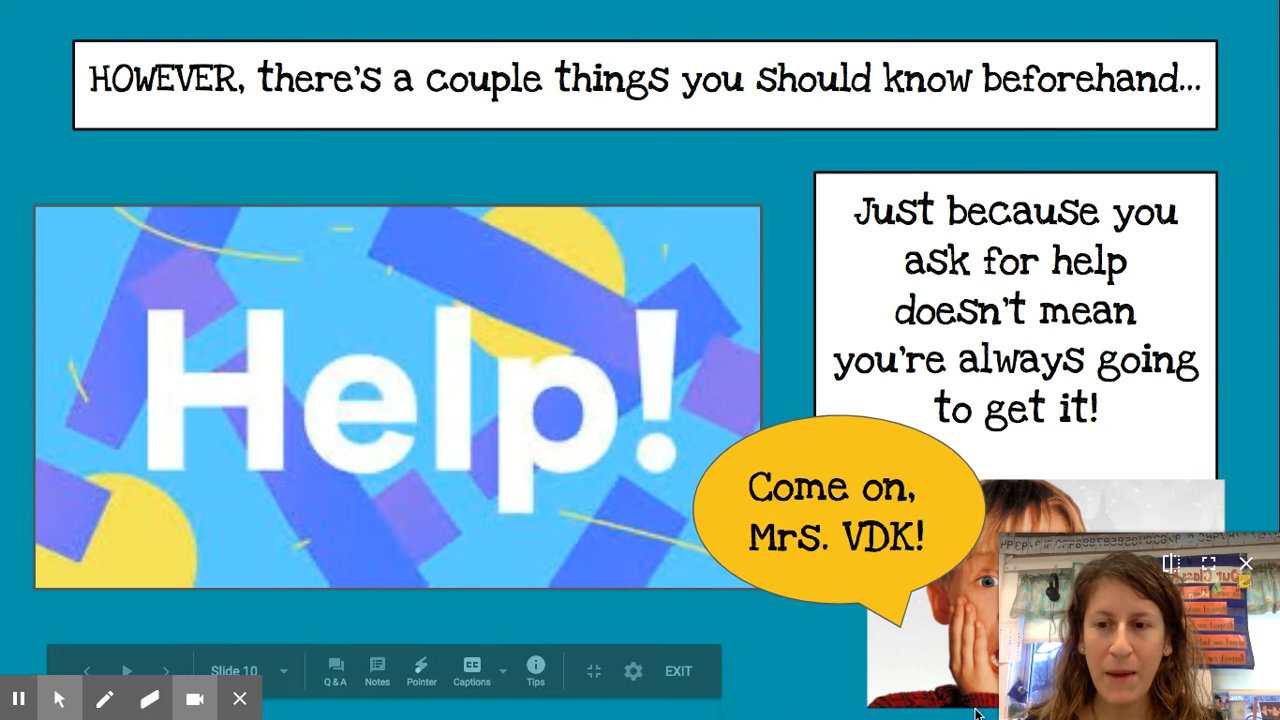 HOWEVER, there's a couple things you should know beforehand...
Just because you
ask for help
doesn't mean
you're always going
to get it!
Help!
Come on,
Mrs. VDK!
Slide 10
Q & A
Notes
Pointer
CC
Captions
Tips
EXIT